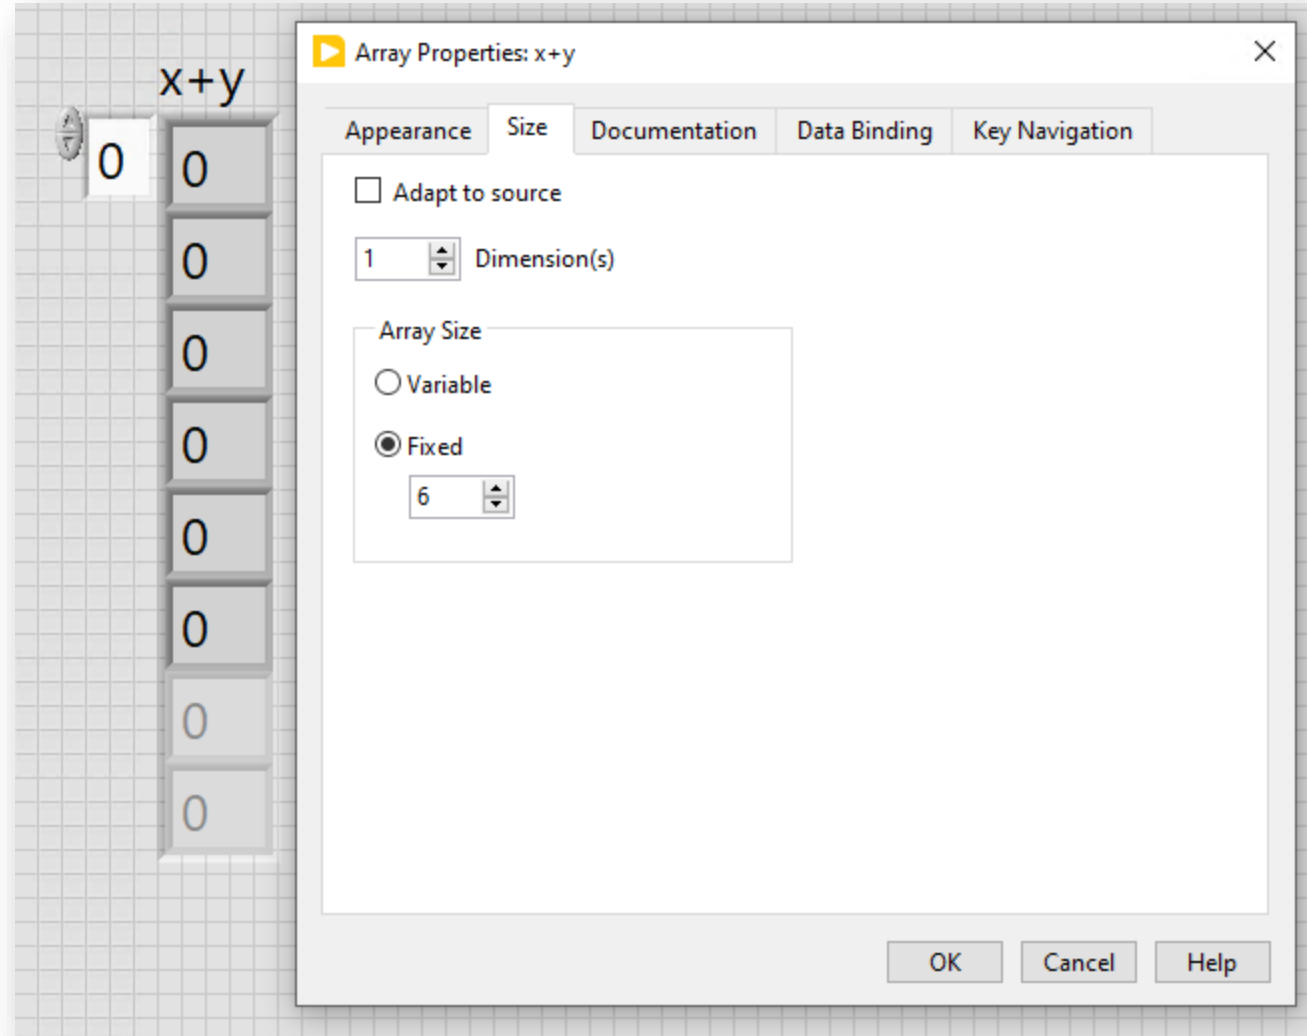 x+y
0
0
0
0
0
0
0
0
0
Array Properties: x+y
Appearance
Size
Documentation
Data Binding
Key Navigation
Adapt to source
1
Dimension(s)
Array Size
Variable
Fixed
6
OK
Cancel
Help